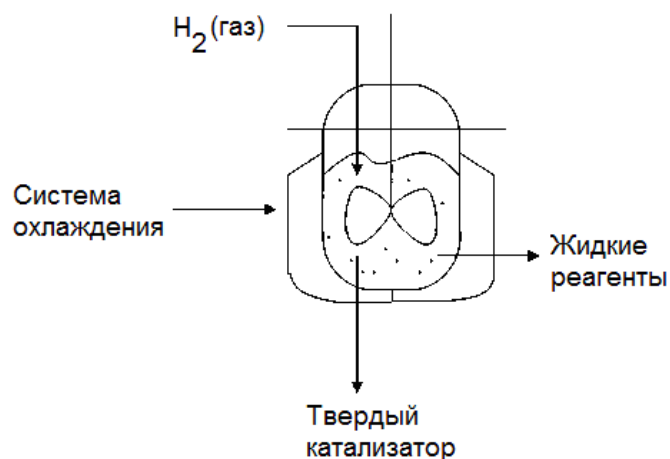 H₂ (газ)
Система
охлаждения
Жидкие
реагенты
Твердый
катализатор